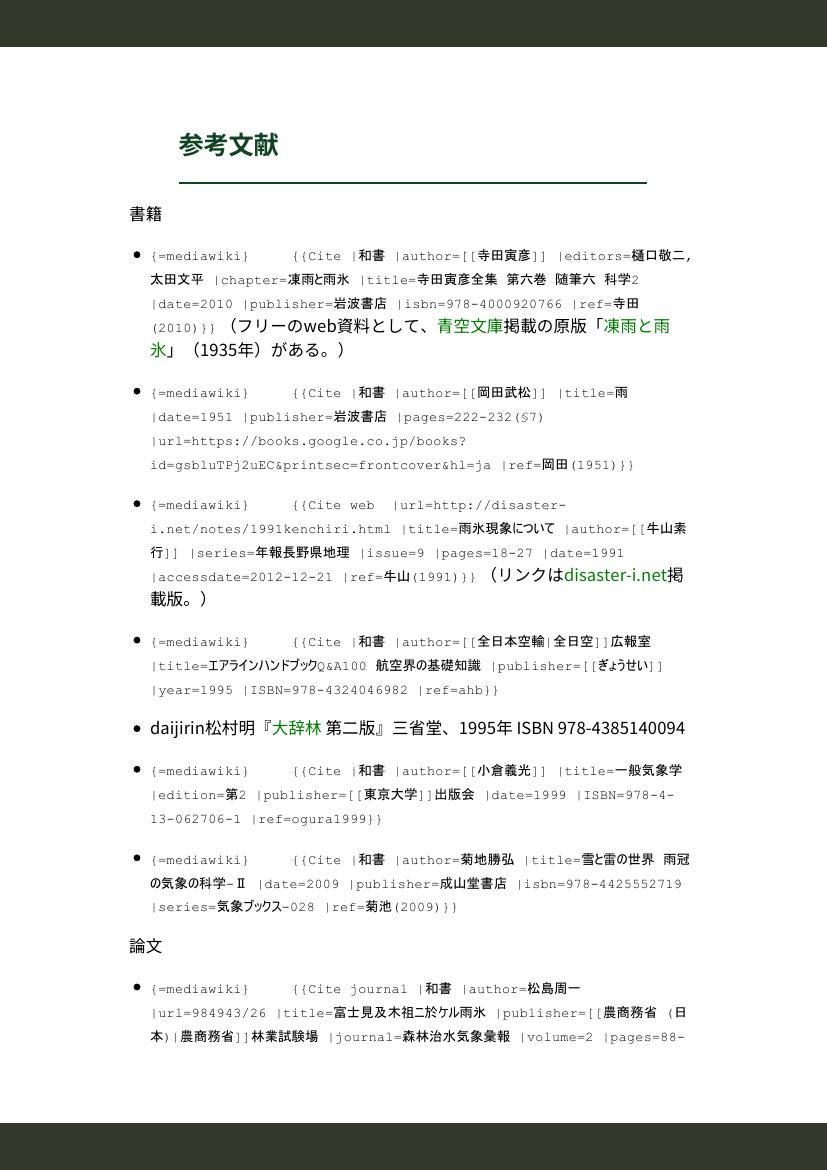 参考文献
書籍
● {=mediawiki}　　{{Cite |和書 |author=[[寺田寅彦]] |editors=樋口敬二,
太田文平 |chapter=凍雨と雨氷 |title=寺田寅彦全集 第六巻 随筆六 科学2
|date=2010 |publisher=岩波書店 |isbn=978-4000920766 |ref=寺田
(2010)}} （フリーのweb資料として、青空文庫掲載の原版「凍雨と雨
氷」（1935年）がある。）
● {=mediawiki}　　{{Cite |和書 |author=[[岡田武松]] |title=雨
|date=1951 |publisher=岩波書店 |pages=222-232(§7)
|url=https://books.google.co.jp/books?
id=gsbluTPj2uEC&printsec=frontcover&hl=ja |ref=岡田(1951)}}
● {=mediawiki}　　{{Cite web |url=http://disaster-
i.net/notes/1991kenchiri.html |title=雨氷現象について |author=[[牛山素
行]] |series=年報長野県地理 |issue=9 |pages=18-27 |date=1991
|accessdate=2012-12-21 |ref=牛山(1991)}} （リンクはdisaster-i.net掲
載版。）
● {=mediawiki}　　{{Cite |和書 |author=[[全日本空輸|全日空]]広報室
|title=エアラインハンドブックQ&A100 航空界の基礎知識 |publisher=[[ぎょうせい]]
|year=1995 |ISBN=978-4324046982 |ref=ahb}}
● daijirin松村明『大辞林 第二版』三省堂、1995年 ISBN 978-4385140094
● {=mediawiki}　　{{Cite |和書 |author=[[小倉義光]] |title=一般気象学
|edition=第2 |publisher=[[東京大学]]出版会 |date=1999 |ISBN=978-4-
13-062706-1 |ref=ogura1999}}
● {=mediawiki}　　{{Cite |和書 |author=菊地勝弘 |title=雪と雷の世界 雨冠
の気象の科学-Ⅱ |date=2009 |publisher=成山堂書店 |isbn=978-4425552719
|series=気象ブックス-028 |ref=菊池(2009)}}
論文
● {=mediawiki}　　{{Cite journal |和書 |author=松島周一
|url=984943/26 |title=富士見及木祖ニ於ケル雨氷 |publisher=[[農商務省 (日
本)|農商務省]]林業試験場 |journal=森林治水気象彙報 |volume=2 |pages=88-